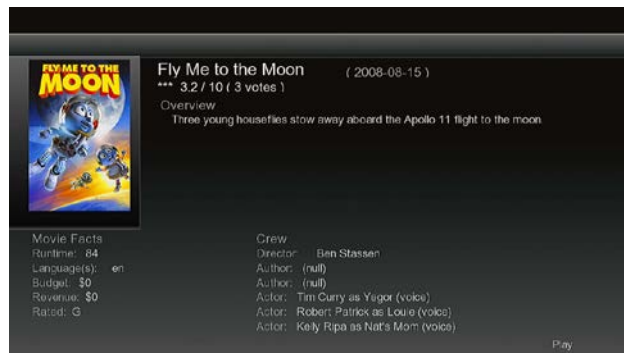 FLY ME TO THE
MOON
Fly Me to the Moon ( 2008-08-15 )
*** 3.2 / 10 ( 3 votes )
Overview
Three young houseflies stow away aboard the Apollo 11 flight to the moon
Movie Facts
Runtime: 84
Language(s): en
Budget: $0
Revenue: $0
Rated: G
Crew
Director: Ben Stassen
Author: (null)
Author: (null)
Actor: Tim Curry as Yegor (voice)
Actor: Robert Patrick as Louie (voice)
Actor: Kelly Ripa as Nat's Mom (voice)
Play